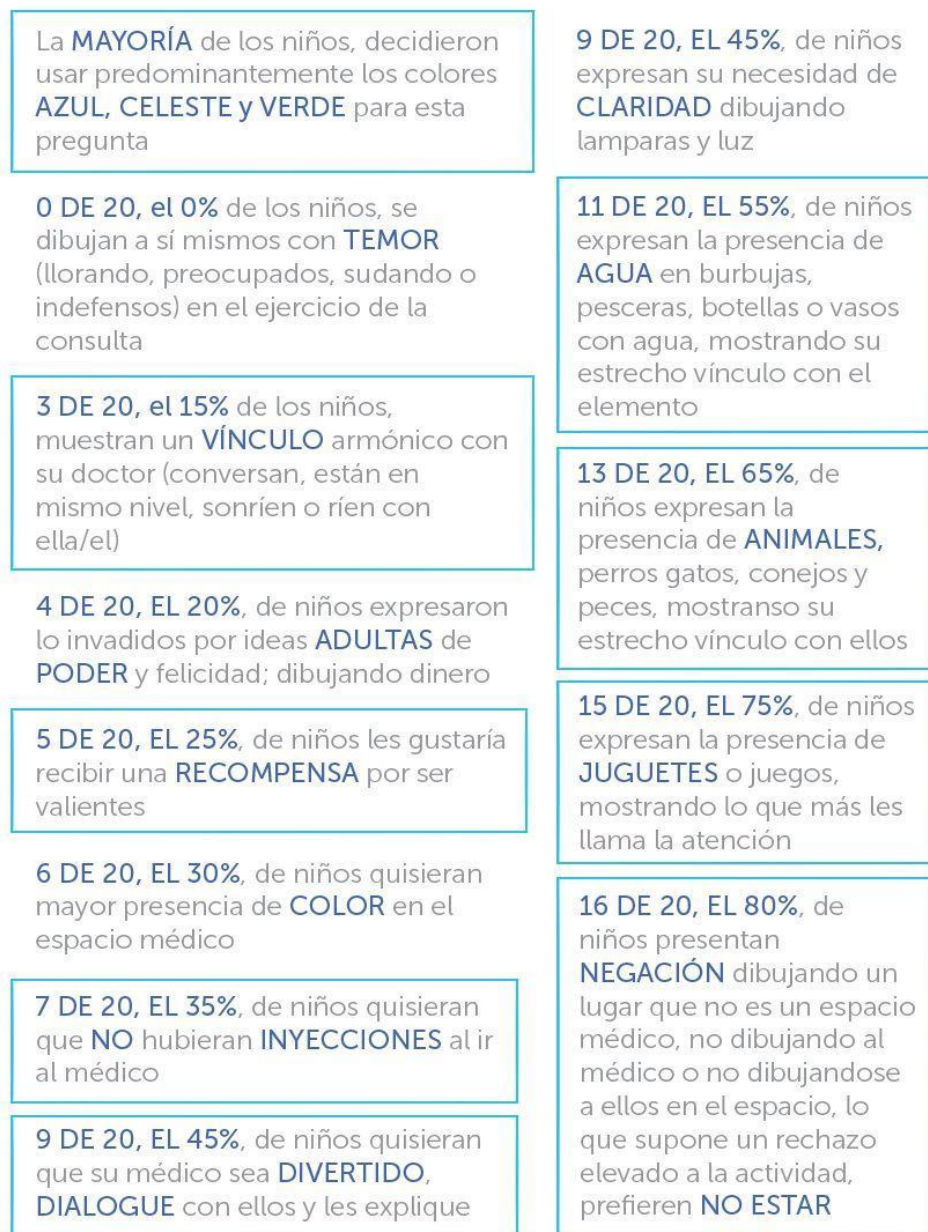 La MAYORÍA de los niños, decidieron
usar predominantemente los colores
AZUL, CELESTE y VERDE para esta
pregunta
0 DE 20, el 0% de los niños, se
dibujan a sí mismos con TEMOR
(llorando, preocupados, sudando o
indefensos) en el ejercicio de la
consulta
3 DE 20, el 15% de los niños,
muestran un VÍNCULO armónico con
su doctor (conversan, están en
mismo nivel, sonríen o ríen con
ella/el)
4 DE 20, EL 20%, de niños expresaron
lo invadidos por ideas ADULTAS de
PODER y felicidad; dibujando dinero
5 DE 20, EL 25%, de niños les gustaría
recibir una RECOMPENSA por ser
valientes
6 DE 20, EL 30%, de niños quisieran
mayor presencia de COLOR en el
espacio médico
7 DE 20, EL 35%, de niños quisieran
que NO hubieran INYECCIONES al ir
al médico
9 DE 20, EL 45%, de niños quisieran
que su médico sea DIVERTIDO,
DIALOGUE con ellos y les explique
9 DE 20, EL 45%, de niños
expresan su necesidad de
CLARIDAD dibujando
lamparas y luz
11 DE 20, EL 55%, de niños
expresan la presencia de
AGUA en burbujas,
pesceras, botellas o vasos
con agua, mostrando su
estrecho vínculo con el
elemento
13 DE 20, EL 65%, de
niños expresan la
presencia de ANIMALES,
perros gatos, conejos y
peces, mostranso su
estrecho vínculo con ellos
15 DE 20, EL 75%, de niños
expresan la presencia de
JUGUETES o juegos,
mostrando lo que más les
llama la atención
16 DE 20, EL 80%, de
niños presentan
NEGACIÓN dibujando un
lugar que no es un espacio
médico, no dibujando al
médico o no dibujandose
a ellos en el espacio, lo
que supone un rechazo
elevado a la actividad,
prefieren NO ESTAR